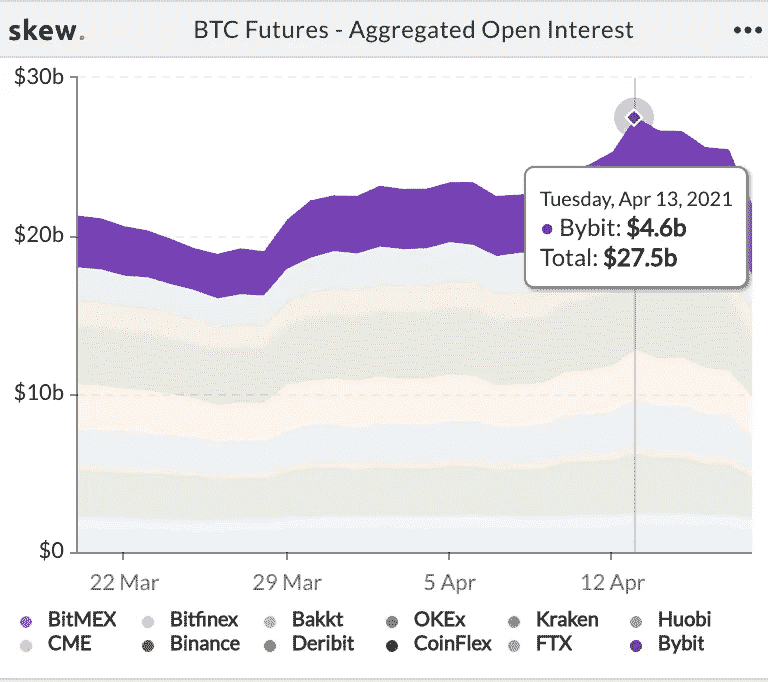 skew.
BTC Futures - Aggregated Open Interest
$30b
$20b
$10b
$0
Tuesday, Apr 13, 2021
Bybit: $4.6b
Total: $27.5b
22 Mar
29 Mar
5 Apr
12 Apr
BitMEX Bitfinex Bakkt OKEx Kraken Huobi
CME Binance Deribit CoinFlex FTX Bybit